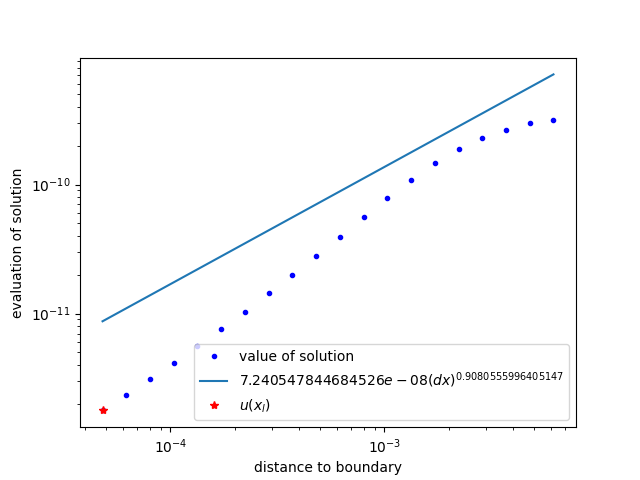 evaluation of solution
10⁻¹⁰
10⁻¹¹
value of solution
7.240547844684526e − 08(dx)^0.9080555996405147
u(x_l)
10⁻⁴
10⁻³
distance to boundary